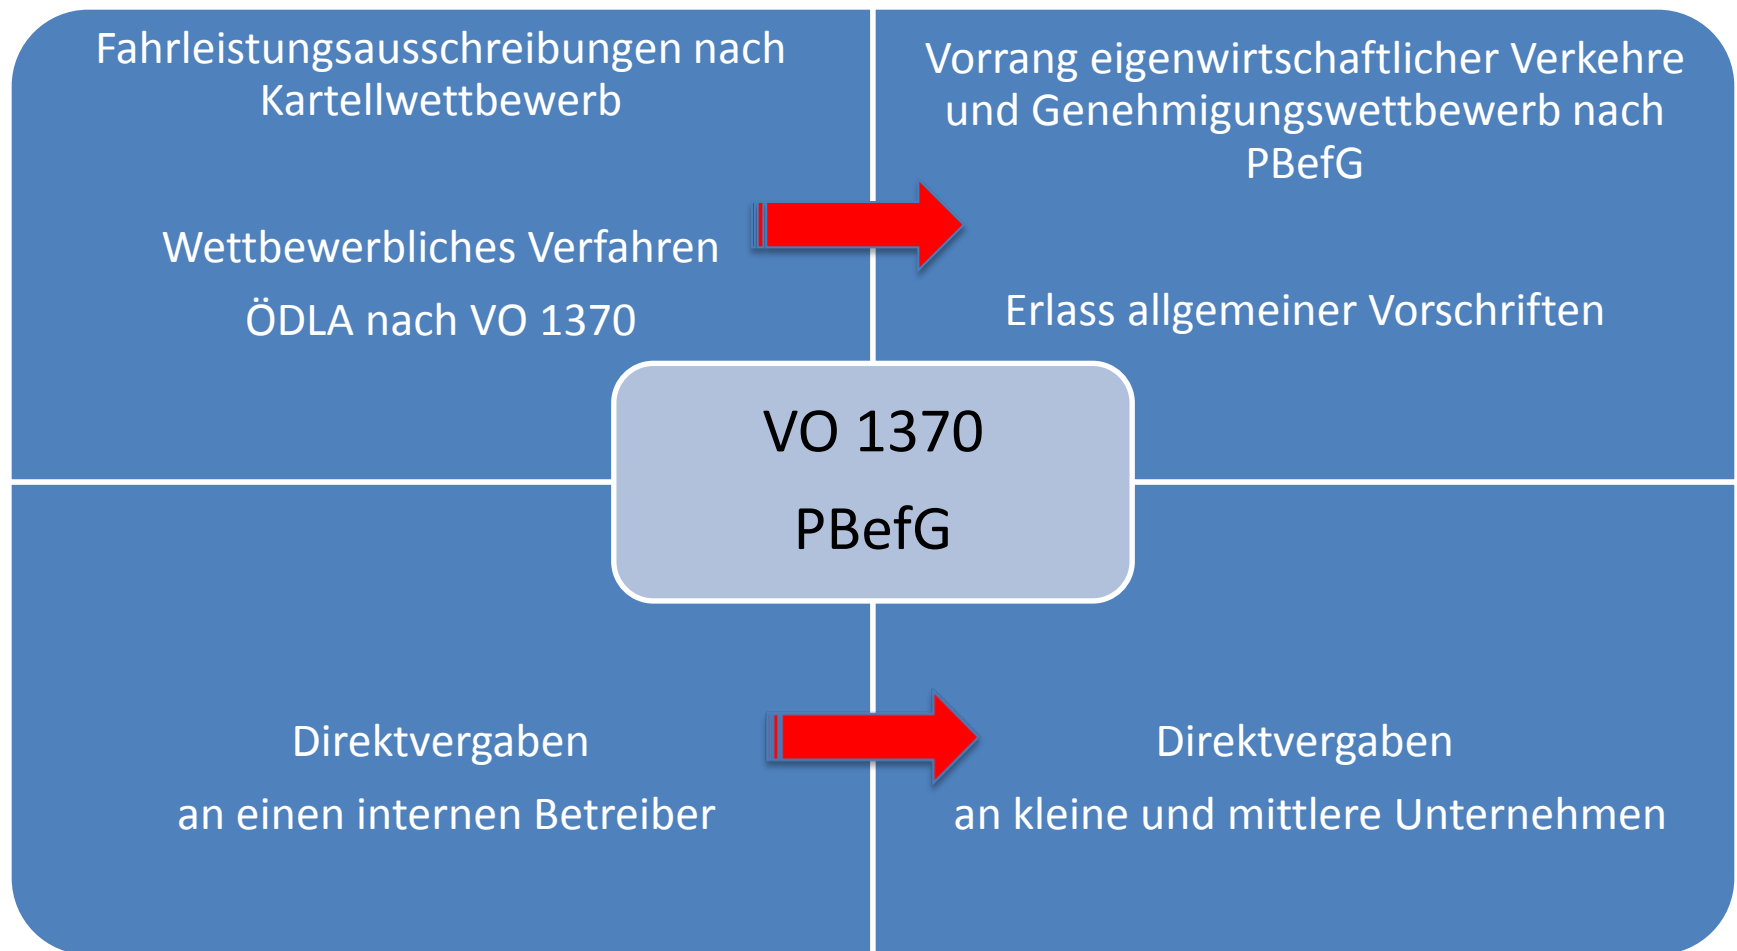 Fahrleistungsausschreibungen nach
Kartellwettbewerb
Wettbewerbliches Verfahren
ÖDLA nach VO 1370
Vorrang eigenwirtschaftlicher Verkehre
und Genehmigungswettbewerb nach
PBefG
Erlass allgemeiner Vorschriften
VO 1370
PBefG
Direktvergaben
an einen internen Betreiber
Direktvergaben
an kleine und mittlere Unternehmen